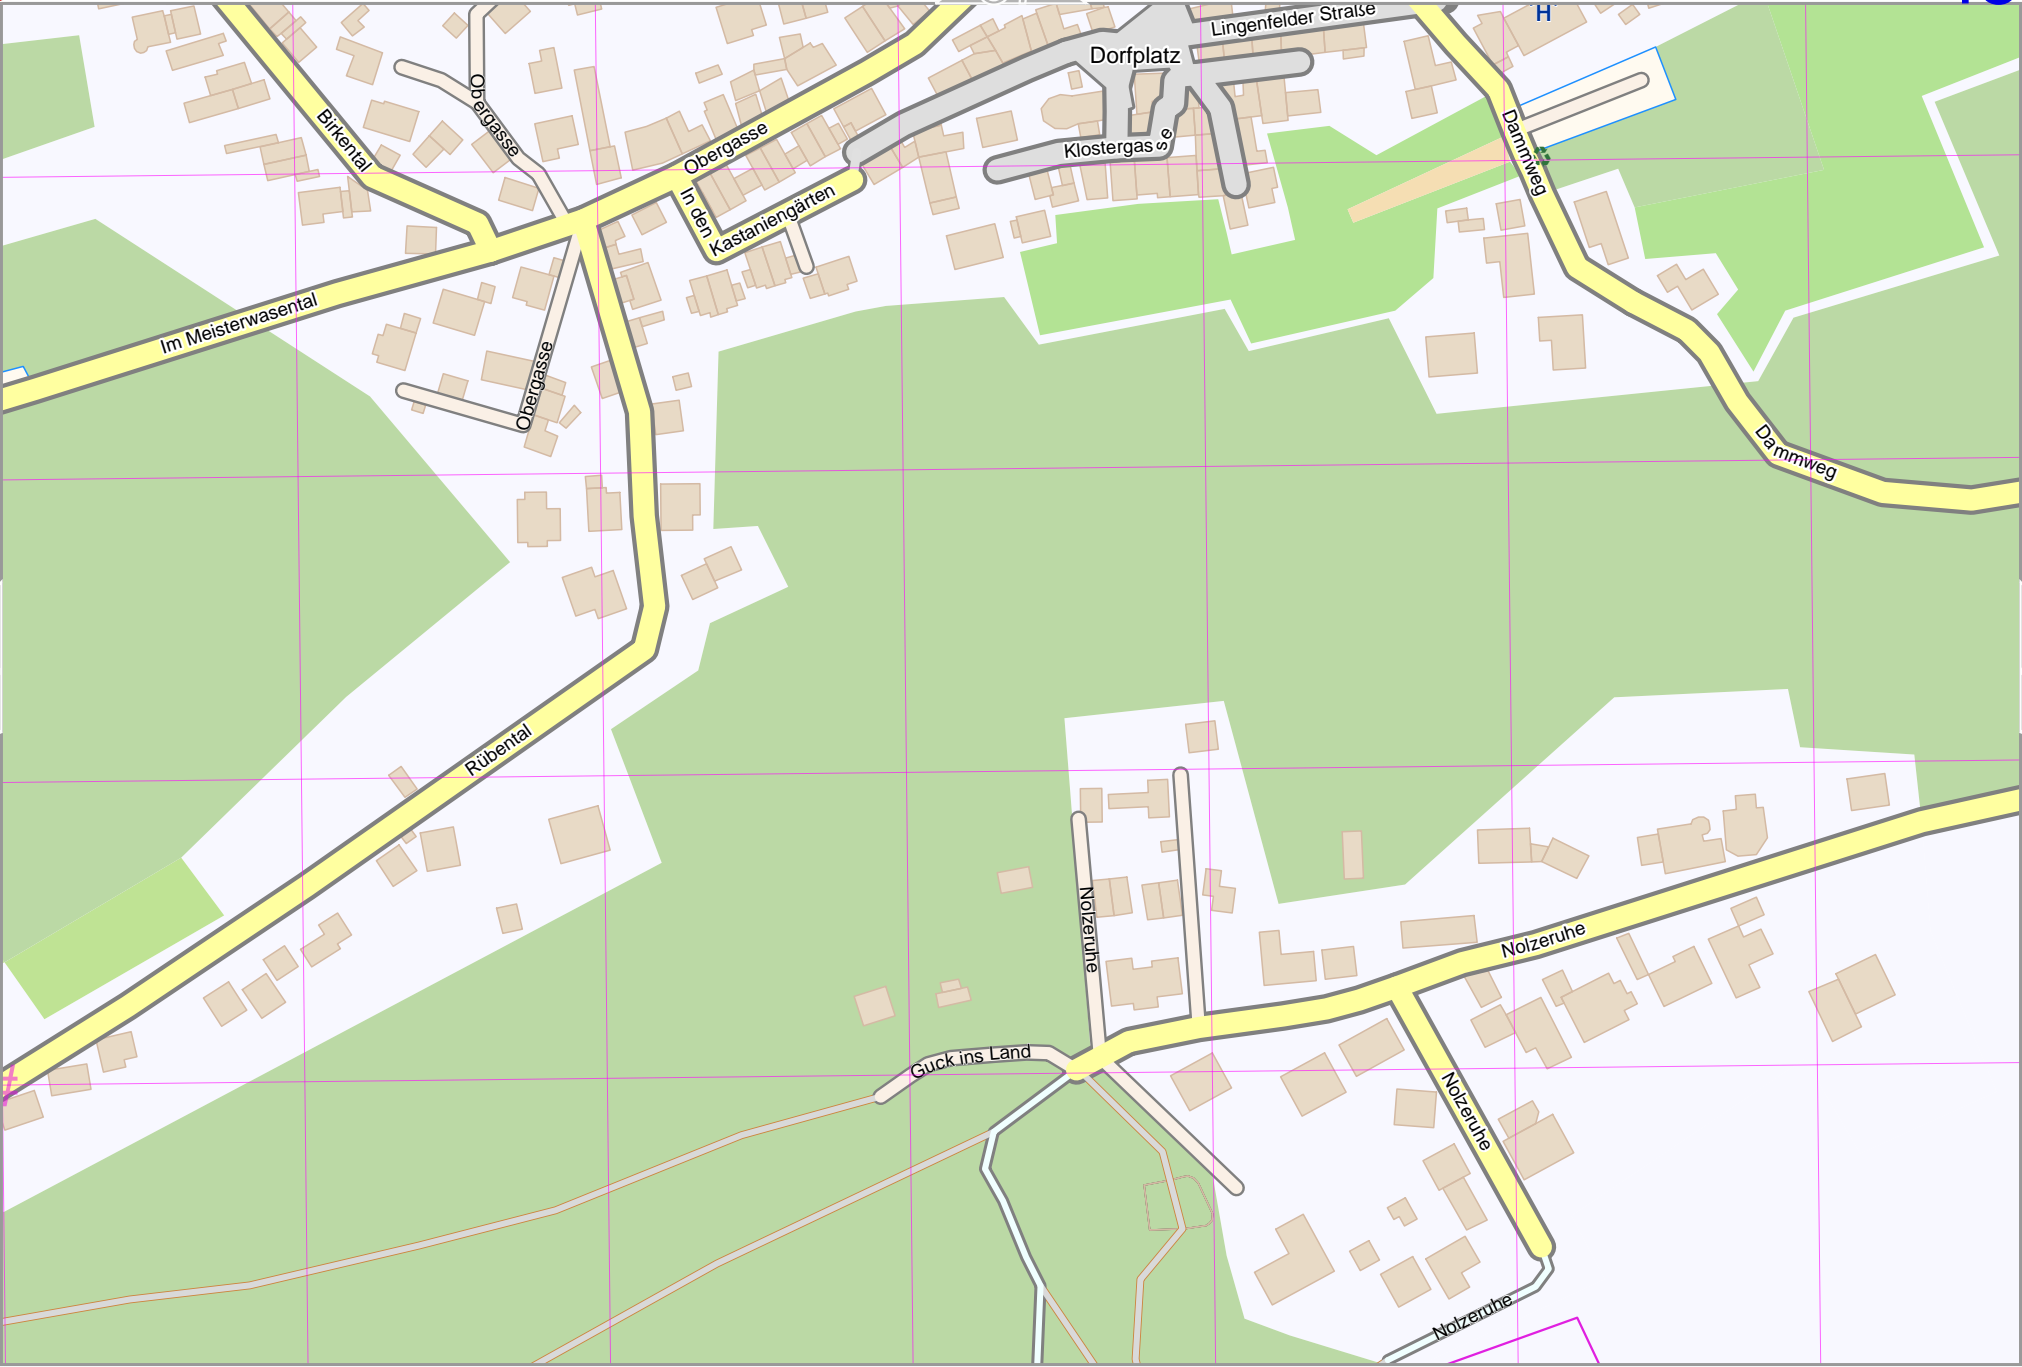 Lingenfelder Straße
H
Dorfplatz
Obergasse
Birkental
Obergasse
Dammweg
Klostergasse
In den
Kastaniengärten
Im Meisterwasental
Obergasse
Dammweg
Rübental
Nolzeruhe
Nolzeruhe
Guck ins Land
Nolzeruhe
Nolzeruhe